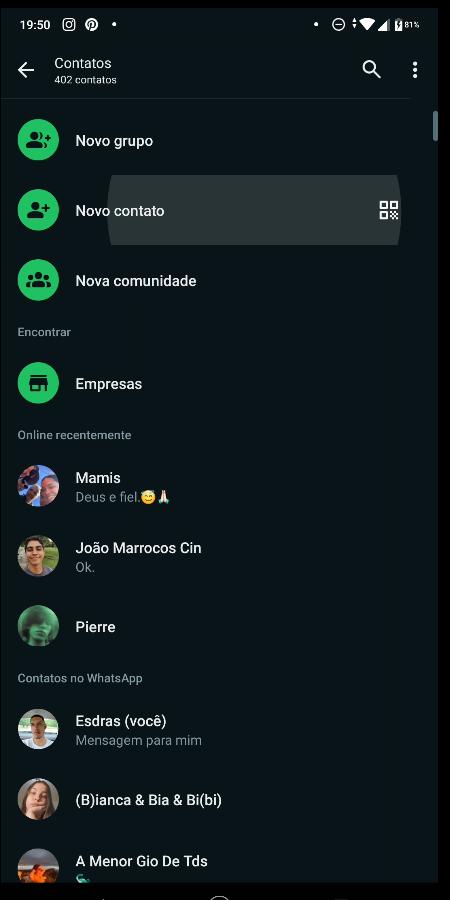 19:50
81%
Contatos
402 contatos
Novo grupo
Novo contato
Nova comunidade
Encontrar
Empresas
Online recentemente
Mamis
Deus e fiel.😅🙏🏻
João Marrocos Cin
Ok.
Pierre
Contatos no WhatsApp
Esdras (você)
Mensagem para mim
(B)ianca & Bia & Bi(bi)
A Menor Gio De Tds